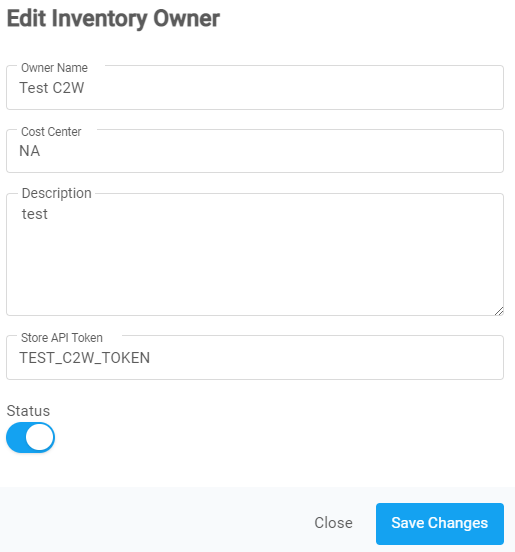 Edit Inventory Owner
Owner Name
Test C2W
Cost Center
NA
Description
test
Store API Token
TEST_C2W_TOKEN
Status
Close
Save Changes